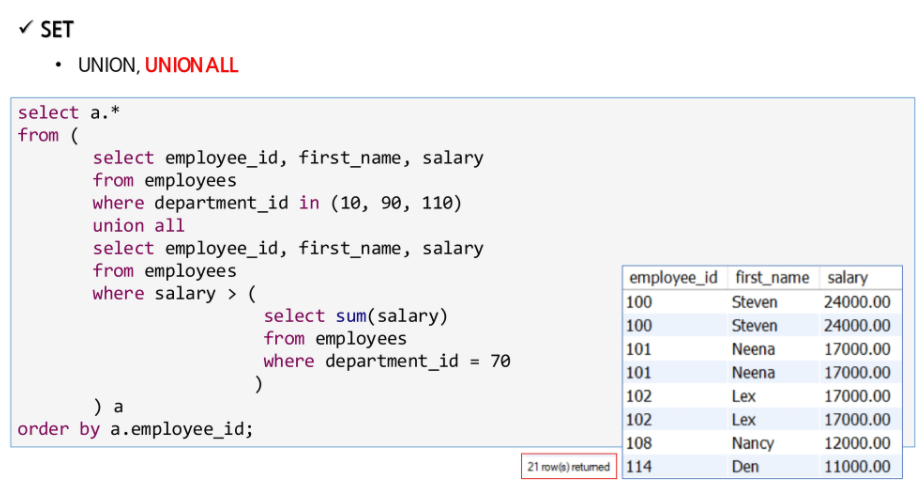 ✓ SET
• UNION, UNION ALL
select a.*
from (
select employee_id, first_name, salary
from employees
where department_id in (10, 90, 110)
union all
select employee_id, first_name, salary
from employees
where salary > (
select sum(salary)
from employees
where department_id = 70
)
) a
order by a.employee_id;
employee_id first_name salary
100 Steven 24000.00
100 Steven 24000.00
101 Neena 17000.00
101 Neena 17000.00
102 Lex 17000.00
102 Lex 17000.00
108 Nancy 12000.00
114 Den 11000.00
21 row(s) returned